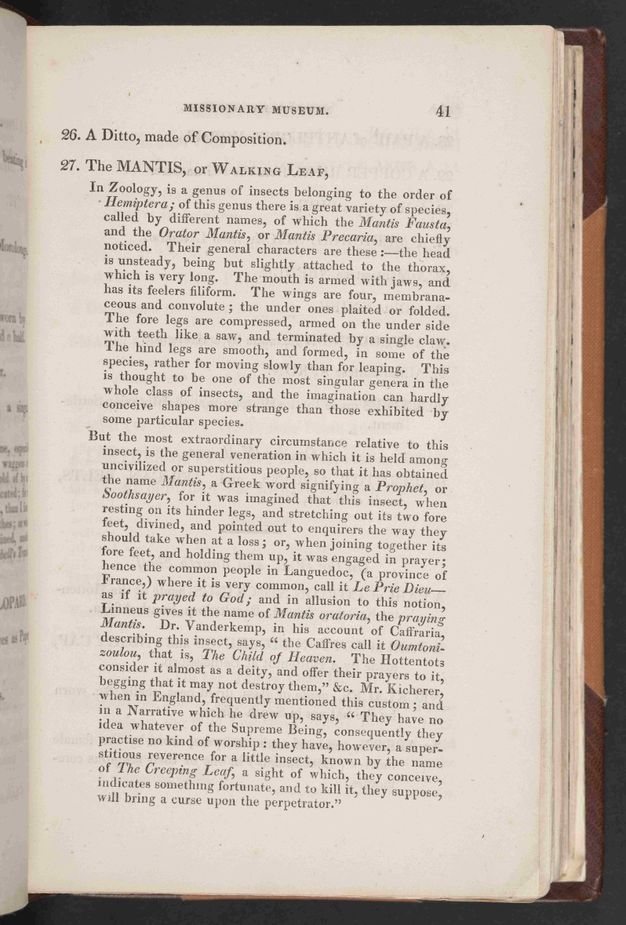 MISSIONARY MUSEUM. 41
26. A Ditto, made of Composition.
27. The MANTIS, or WALKING LEAF,
In Zoology, is a genus of insects belonging to the order of
Hemiptera; of this genus there is a great variety of species,
called by different names, of which the Mantis Fausta,
and the Orator Mantis, or Mantis Precaria, are chiefly
noticed. Their general characters are these :—the head
is unsteady, being but slightly attached to the thorax,
which is very long. The mouth is armed with jaws, and
has its feelers filiform. The wings are four, membrana-
ceous and convolute ; the under ones plaited or folded.
The fore legs are compressed, armed on the under side
with teeth like a saw, and terminated by a single claw.
The hind legs are smooth, and formed, in some of the
species, rather for moving slowly than for leaping. This
is thought to be one of the most singular genera in the
whole class of insects, and the imagination can hardly
conceive shapes more strange than those exhibited by
some particular species.
But the most extraordinary circumstance relative to this
insect, is the general veneration in which it is held among
uncivilized or superstitious people, so that it has obtained
the name Mantis, a Greek word signifying a Prophet, or
Soothsayer, for it was imagined that this insect, when
resting on its hinder legs, and stretching out its two fore
feet, divined, and pointed out to enquirers the way they
should take when at a loss ; or, when joining together its
fore feet, and holding them up, it was engaged in prayer;
hence the common people in Languedoc, (a province of
France,) where it is very common, call it Le Prie Dieu—
as if it prayed to God; and in allusion to this notion,
Linneus gives it the name of Mantis oratoria, the praying
Mantis. Dr. Vanderkemp, in his account of Caffraria,
describing this insect, says, “ the Caffres call it Oumtoni-
zoulou, that is, The Child of Heaven. The Hottentots
consider it almost as a deity, and offer their prayers to it,
begging that it may not destroy them,” &c. Mr. Kicherer,
when in England, frequently mentioned this custom ; and
in a Narrative which he drew up, says, “ They have no
idea whatever of the Supreme Being, consequently they
practise no kind of worship : they have, however, a super-
stitious reverence for a little insect, known by the name
of The Creeping Leaf, a sight of which, they conceive,
indicates something fortunate, and to kill it, they suppose,
will bring a curse upon the perpetrator.”